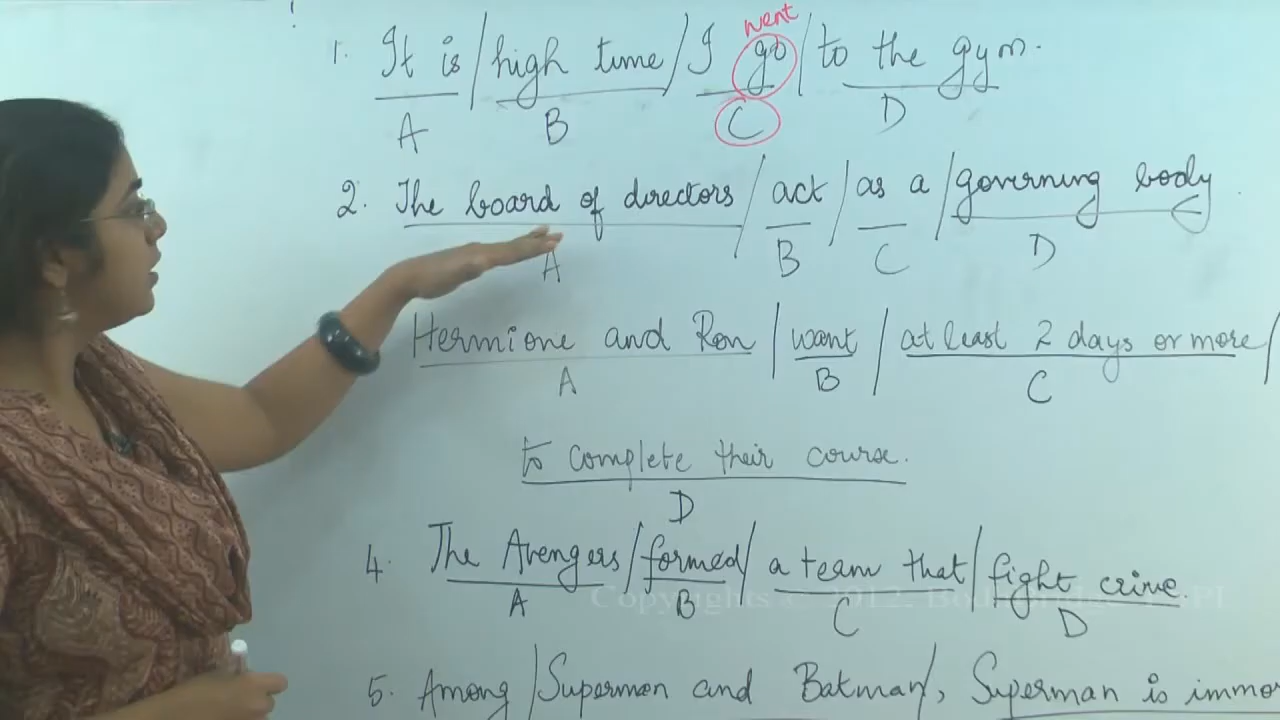 went
1. It is / high time / I go / to the gym.
A B C D
2. The board of directors / act / as a / governing body.
A B C D
Hermione and Ron / want / at least 2 days or more /
A B C
to complete their course.
D
4. The Avengers / formed / a team that / fight crime.
A B C D
5. Among / Superman and Batman /, Superman is immor